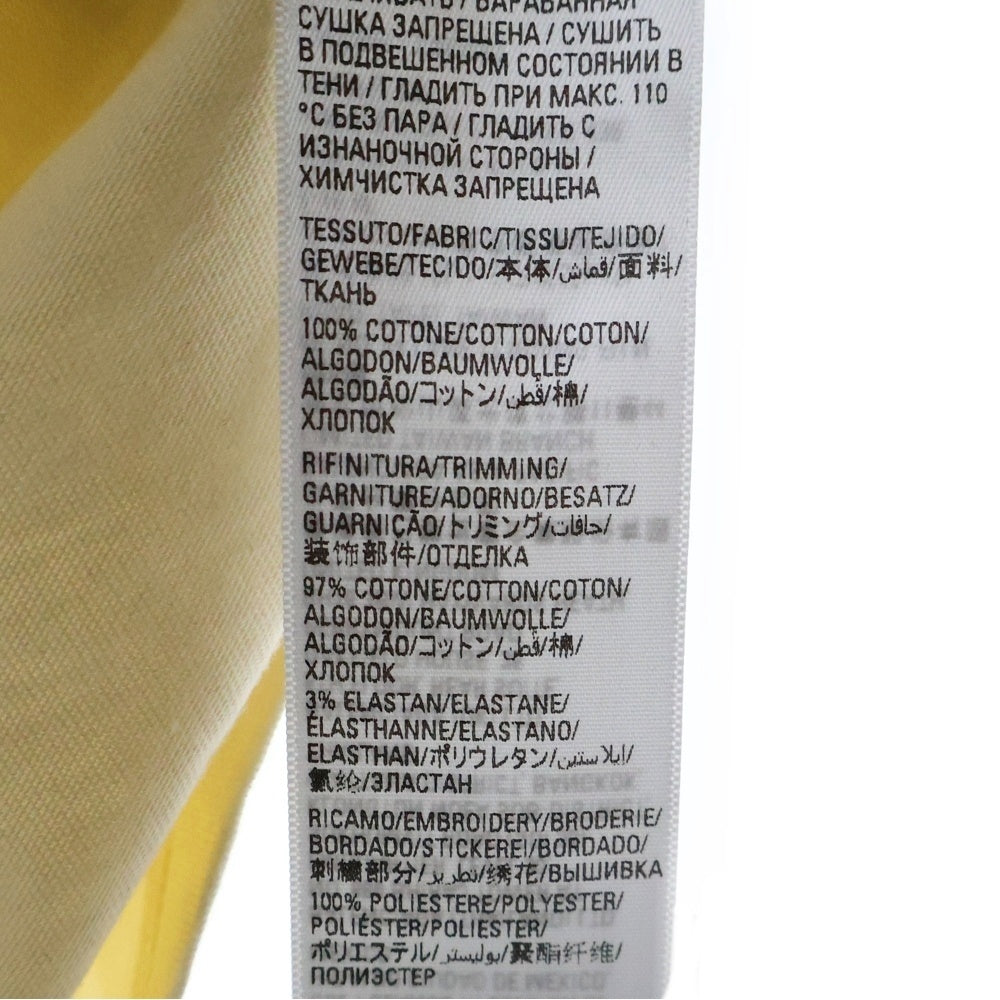 БАРАБАННАЯ
СУШКА ЗАПРЕЩЕНА / СУШИТЬ
В ПОДВЕШЕННОМ СОСТОЯНИИ В
ТЕНИ / ГЛАДИТЬ ПРИ МАКС. 110
°С БЕЗ ПАРА / ГЛАДИТЬ С
ИЗНАНОЧНОЙ СТОРОНЫ /
ХИМЧИСТКА ЗАПРЕЩЕНА
TESSUTO/FABRIC/TISSU/TEJIDO/
GEWEBE/TECIDO/本体/قماش/面料/
ТКАНЬ
100% COTONE/COTTON/COTON/
ALGODON/BAUMWOLLE/
ALGODÃO/コットン/قطن/棉/
ХЛОПОК
RIFINITURA/TRIMMING/
GARNITURE/ADORNO/BESATZ/
GUARNIÇÃO/トリミング/حافات/
装饰部件/ОТДЕЛКА
97% COTONE/COTTON/COTON/
ALGODON/BAUMWOLLE/
ALGODÃO/コットン/قطن/棉/
ХЛОПОК
3% ELASTAN/ELASTANE/
ÉLASTHANNE/ELASTANO/
ELASTHAN/ポリウレタン/إيلاستين/
氨纶/ЭЛАСТАН
RICAMO/EMBROIDERY/BRODERIE/
BORDADO/STICKEREI/BORDADO/
刺繍部分/تطريز/绣花/ВЫШИВКА
100% POLIESTERE/POLYESTER/
POLIÉSTER/POLIESTER/
ポリエステル/بوليستر/聚酯纤维/
ПОЛИЭСТЕР